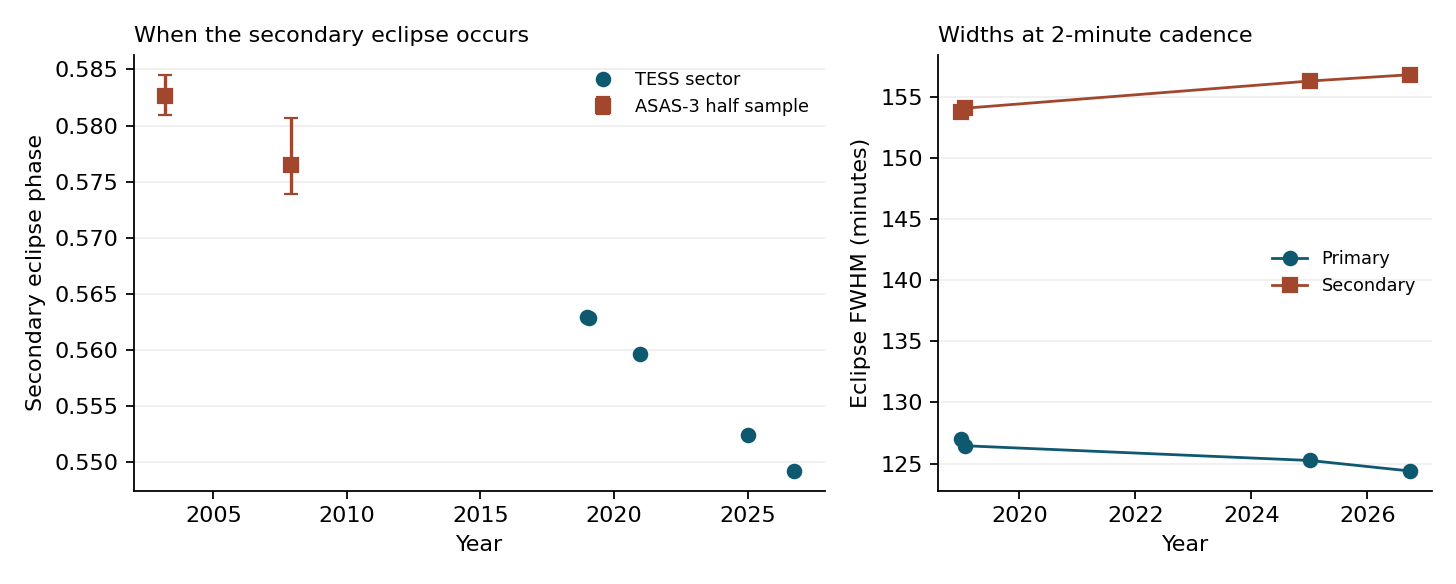 When the secondary eclipse occurs
Secondary eclipse phase
0.585
0.580
0.575
0.570
0.565
0.560
0.555
0.550
TESS sector
ASAS-3 half sample
2005
2010
2015
2020
2025
Year
Widths at 2-minute cadence
Eclipse FWHM (minutes)
155
150
145
140
135
130
125
Primary
Secondary
2020
2022
2024
2026
Year